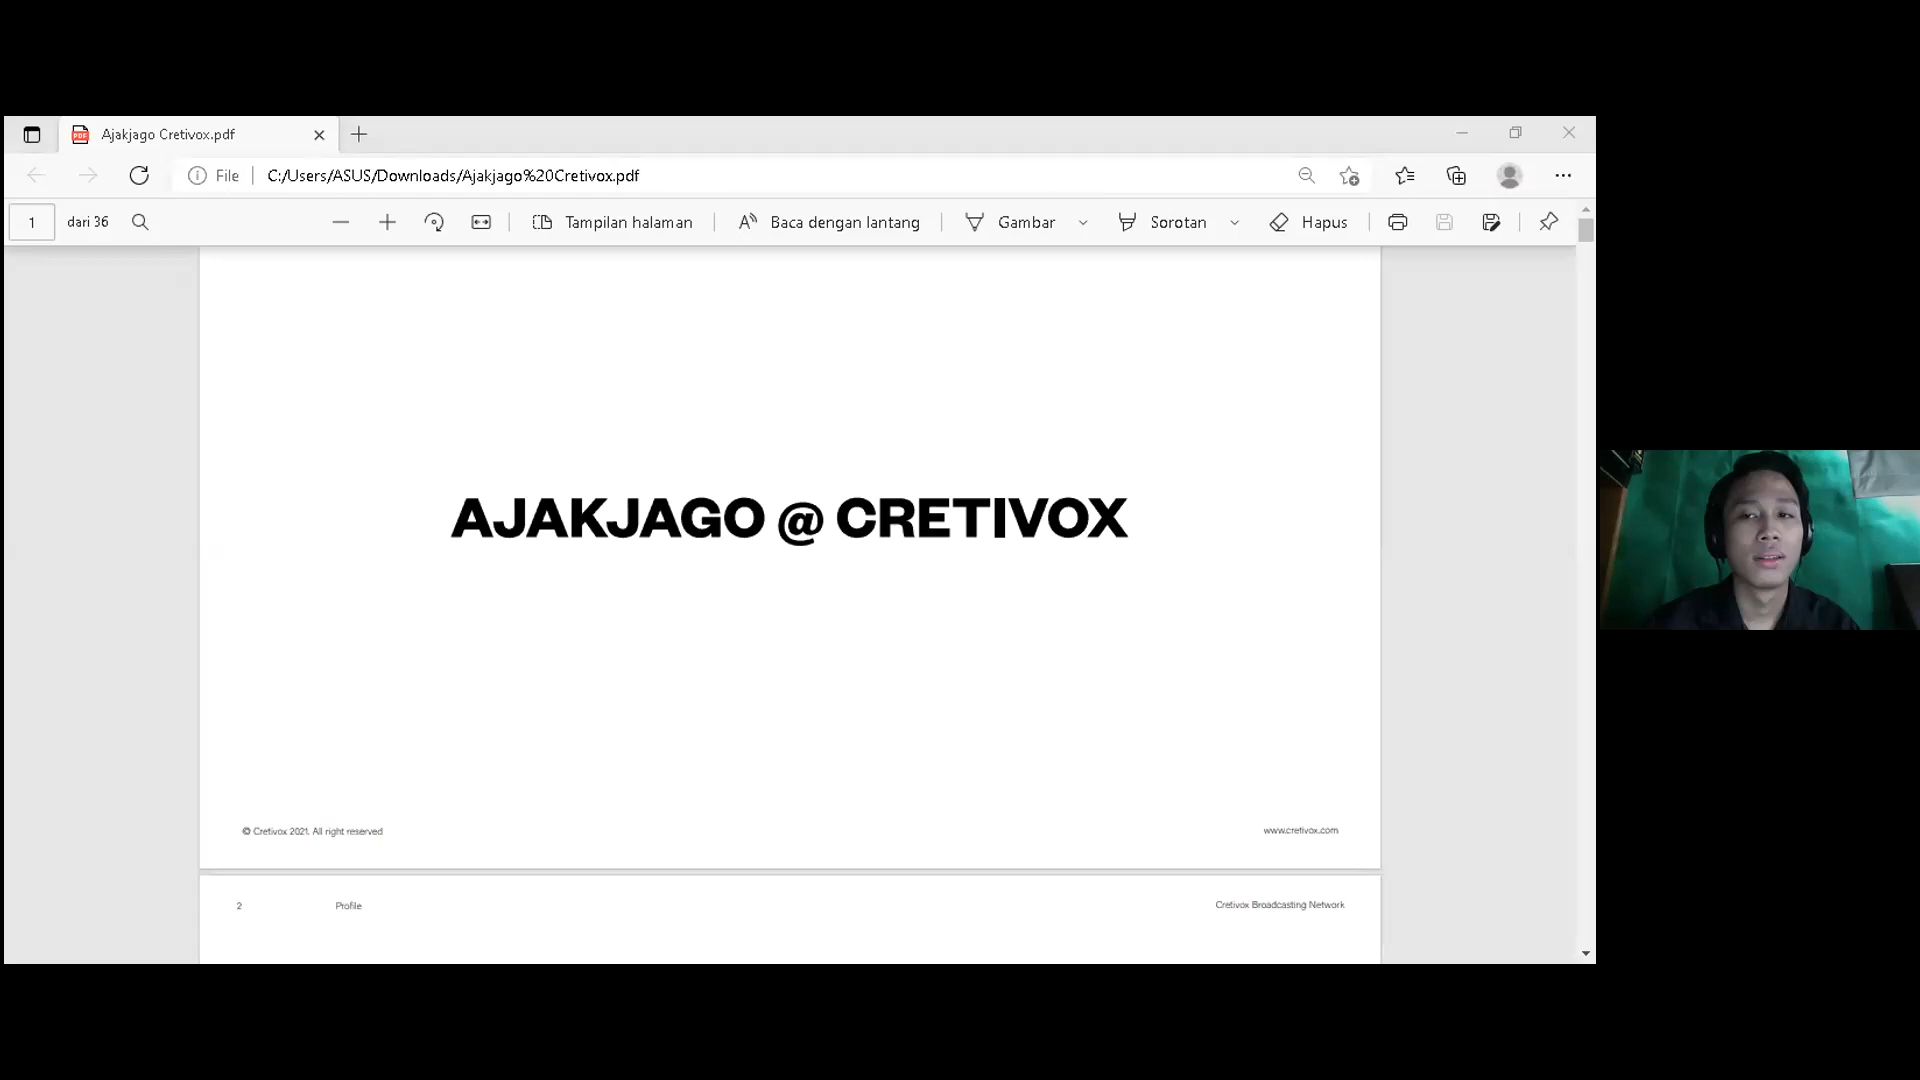 Ajakjago Cretivox.pdf
File
C:/Users/ASUS/Downloads/Ajakjago%20Cretivox.pdf
1
dari 36
Tampilan halaman
Baca dengan lantang
Gambar
Sorotan
Hapus
AJAKJAGO @ CRETIVOX
© Cretivox 2021. All right reserved
www.cretivox.com
2
Profile
Cretivox Broadcasting Network